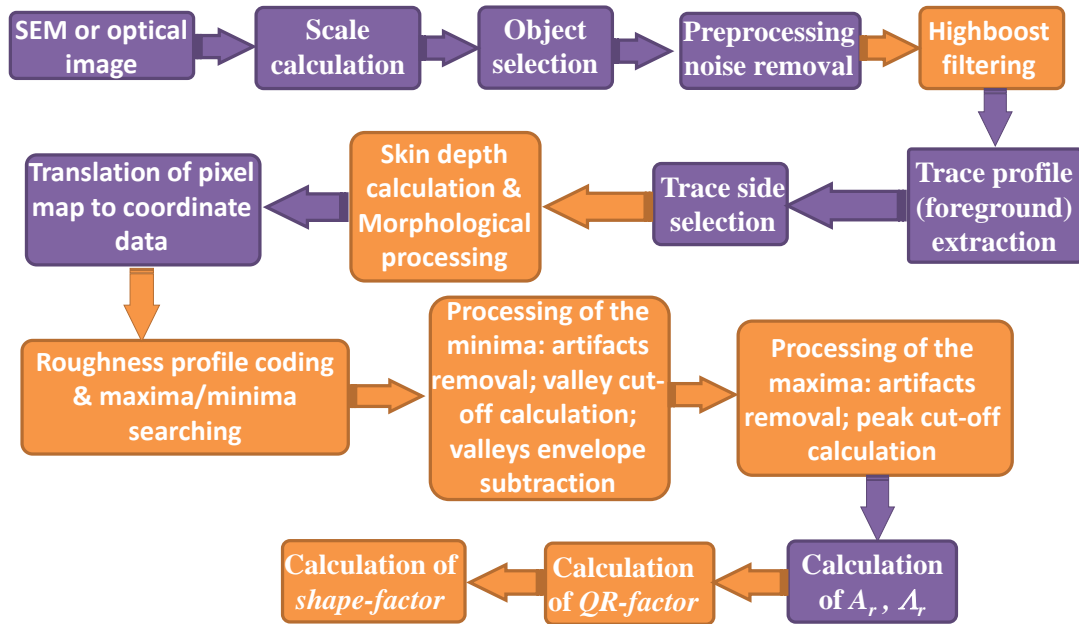 SEM or optical
image
Scale
calculation
Object
selection
Preprocessing
noise removal
Highboost
filtering
Trace profile
(foreground)
extraction
Trace side
selection
Skin depth
calculation &
Morphological
processing
Translation of pixel
map to coordinate
data
Roughness profile coding
& maxima/minima
searching
Processing of the
minima: artifacts
removal; valley cut-
off calculation;
valleys envelope
subtraction
Processing of the
maxima: artifacts
removal; peak cut-off
calculation
Calculation
of A_r , Λ_r
Calculation
of QR-factor
Calculation of
shape-factor